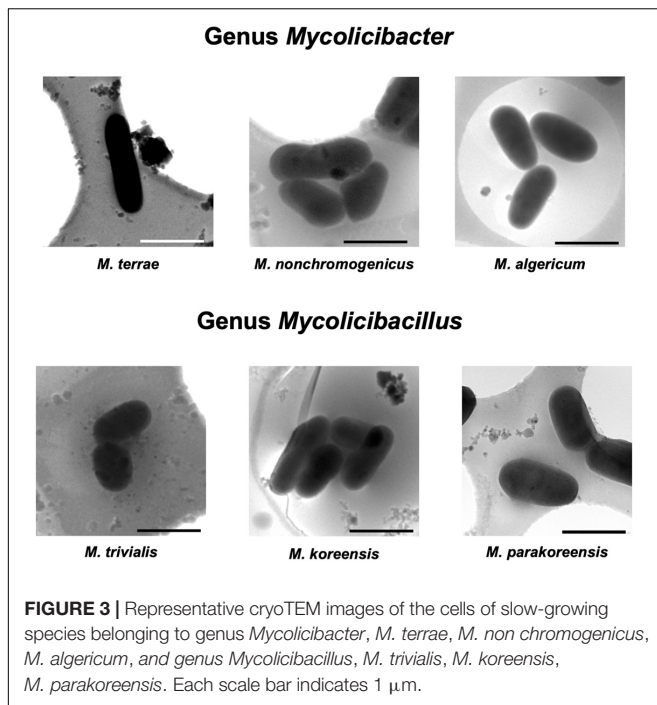 Genus Mycolicibacter
M. terrae
M. nonchromogenicus
M. algericum
Genus Mycolicibacillus
M. trivialis
M. koreensis
M. parakoreensis
FIGURE 3 | Representative cryoTEM images of the cells of slow-growing
species belonging to genus Mycolicibacter, M. terrae, M. non chromogenicus,
M. algericum, and genus Mycolicibacillus, M. trivialis, M. koreensis,
M. parakoreensis. Each scale bar indicates 1 μm.